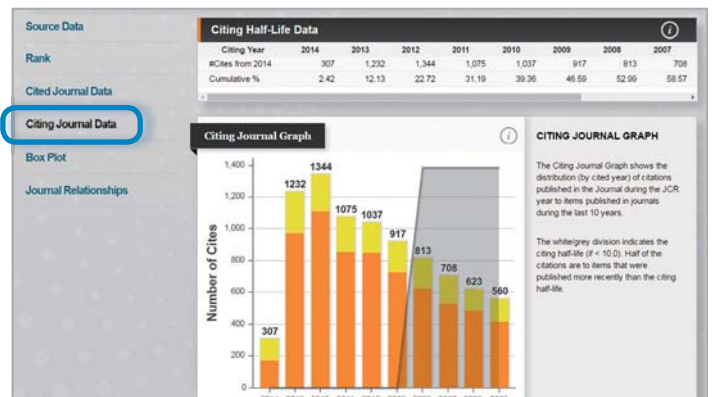 Source Data
Rank
Cited Journal Data
Citing Journal Data
Box Plot
Journal Relationships
Citing Half-Life Data
i
Citing Year 2014 2013 2012 2011 2010 2009 2008 2007
#Cites from 2014 307 1,232 1,344 1,075 1,037 917 813 708
Cumulative % 2.42 12.13 22.72 31.19 39.36 46.59 52.99 58.57
Citing Journal Graph
i
Number of Cites
1,400
1,200
1,000
800
600
400
200
0
307
1232
1344
1075
1037
917
813
708
623
560
CITING JOURNAL GRAPH
The Citing Journal Graph shows the
distribution (by cited year) of citations
published in the Journal during the JCR
year to items published in journals
during the last 10 years.
The white/grey division indicates the
citing half-life (if < 10.0). Half of the
citations are to items that were
published more recently than the citing
half-life.